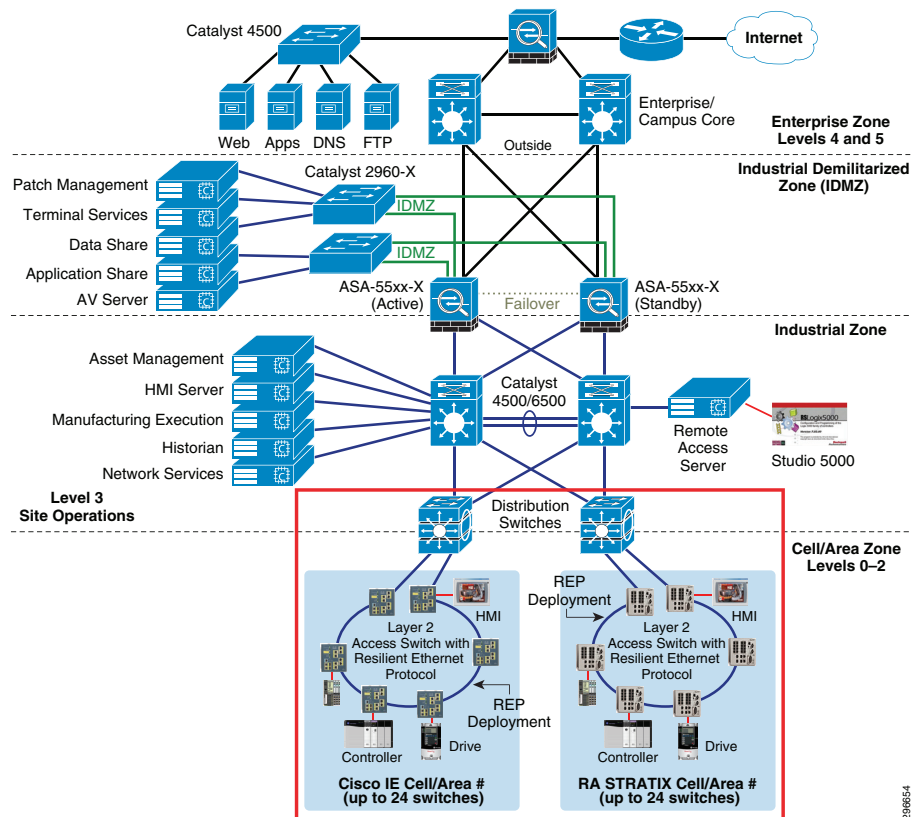 Catalyst 4500
Internet
Web
Apps
DNS
FTP
Enterprise/
Campus Core
Outside
Enterprise Zone
Levels 4 and 5
Industrial Demilitarized
Zone (IDMZ)
Patch Management
Terminal Services
Data Share
Application Share
AV Server
Catalyst 2960-X
IDMZ
IDMZ
ASA-55xx-X
(Active)
Failover
ASA-55xx-X
(Standby)
Industrial Zone
Asset Management
HMI Server
Manufacturing Execution
Historian
Network Services
Catalyst
4500/6500
Remote
Access
Server
RSLogix5000
Studio 5000
Level 3
Site Operations
Distribution
Switches
Cell/Area Zone
Levels 0–2
HMI
Layer 2
Access Switch with
Resilient Ethernet
Protocol
REP
Deployment
Controller
Drive
Cisco IE Cell/Area #
(up to 24 switches)
REP
Deployment
HMI
Layer 2
Access Switch with
Resilient Ethernet
Protocol
Controller
Drive
RA STRATIX Cell/Area #
(up to 24 switches)
296654